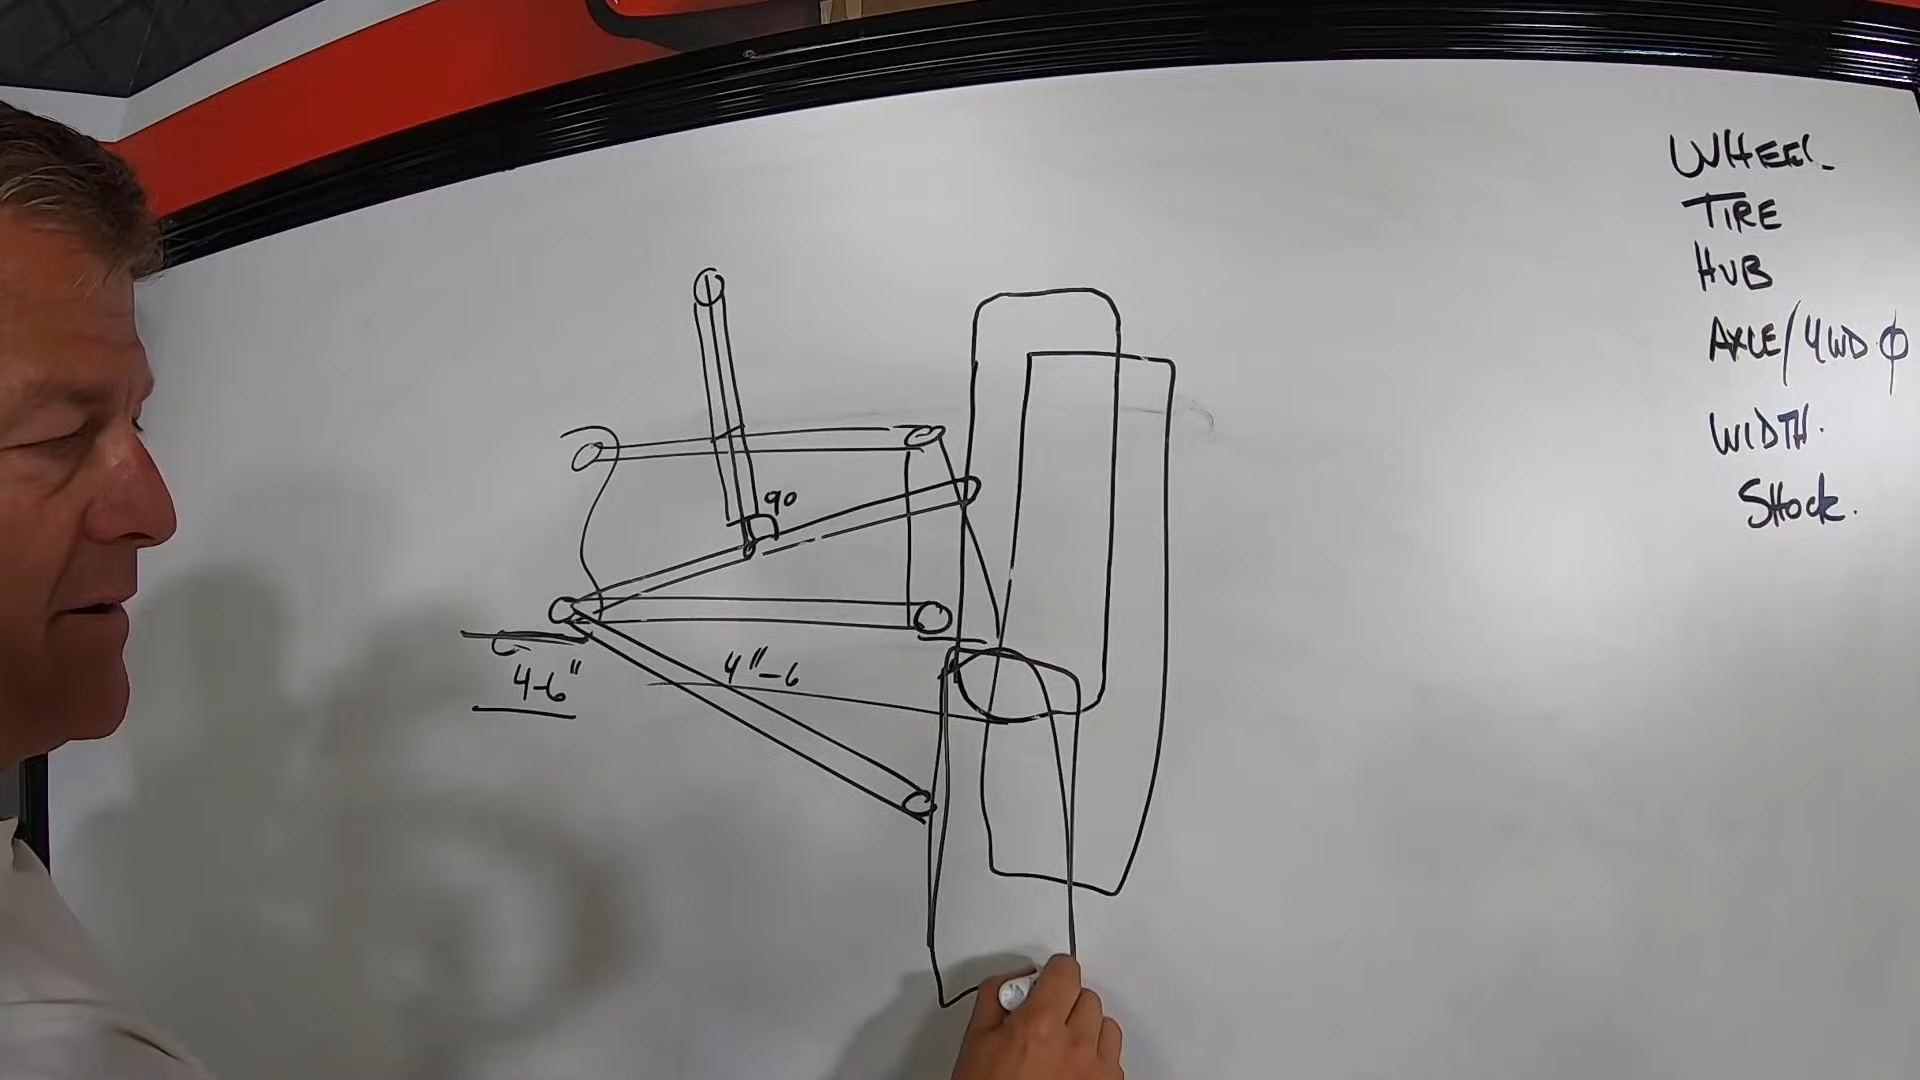 WHEEL
TIRE
HUB
AXLE/4WD ϕ
WIDTH.
SHOCK.
90
4"-6
4-6"